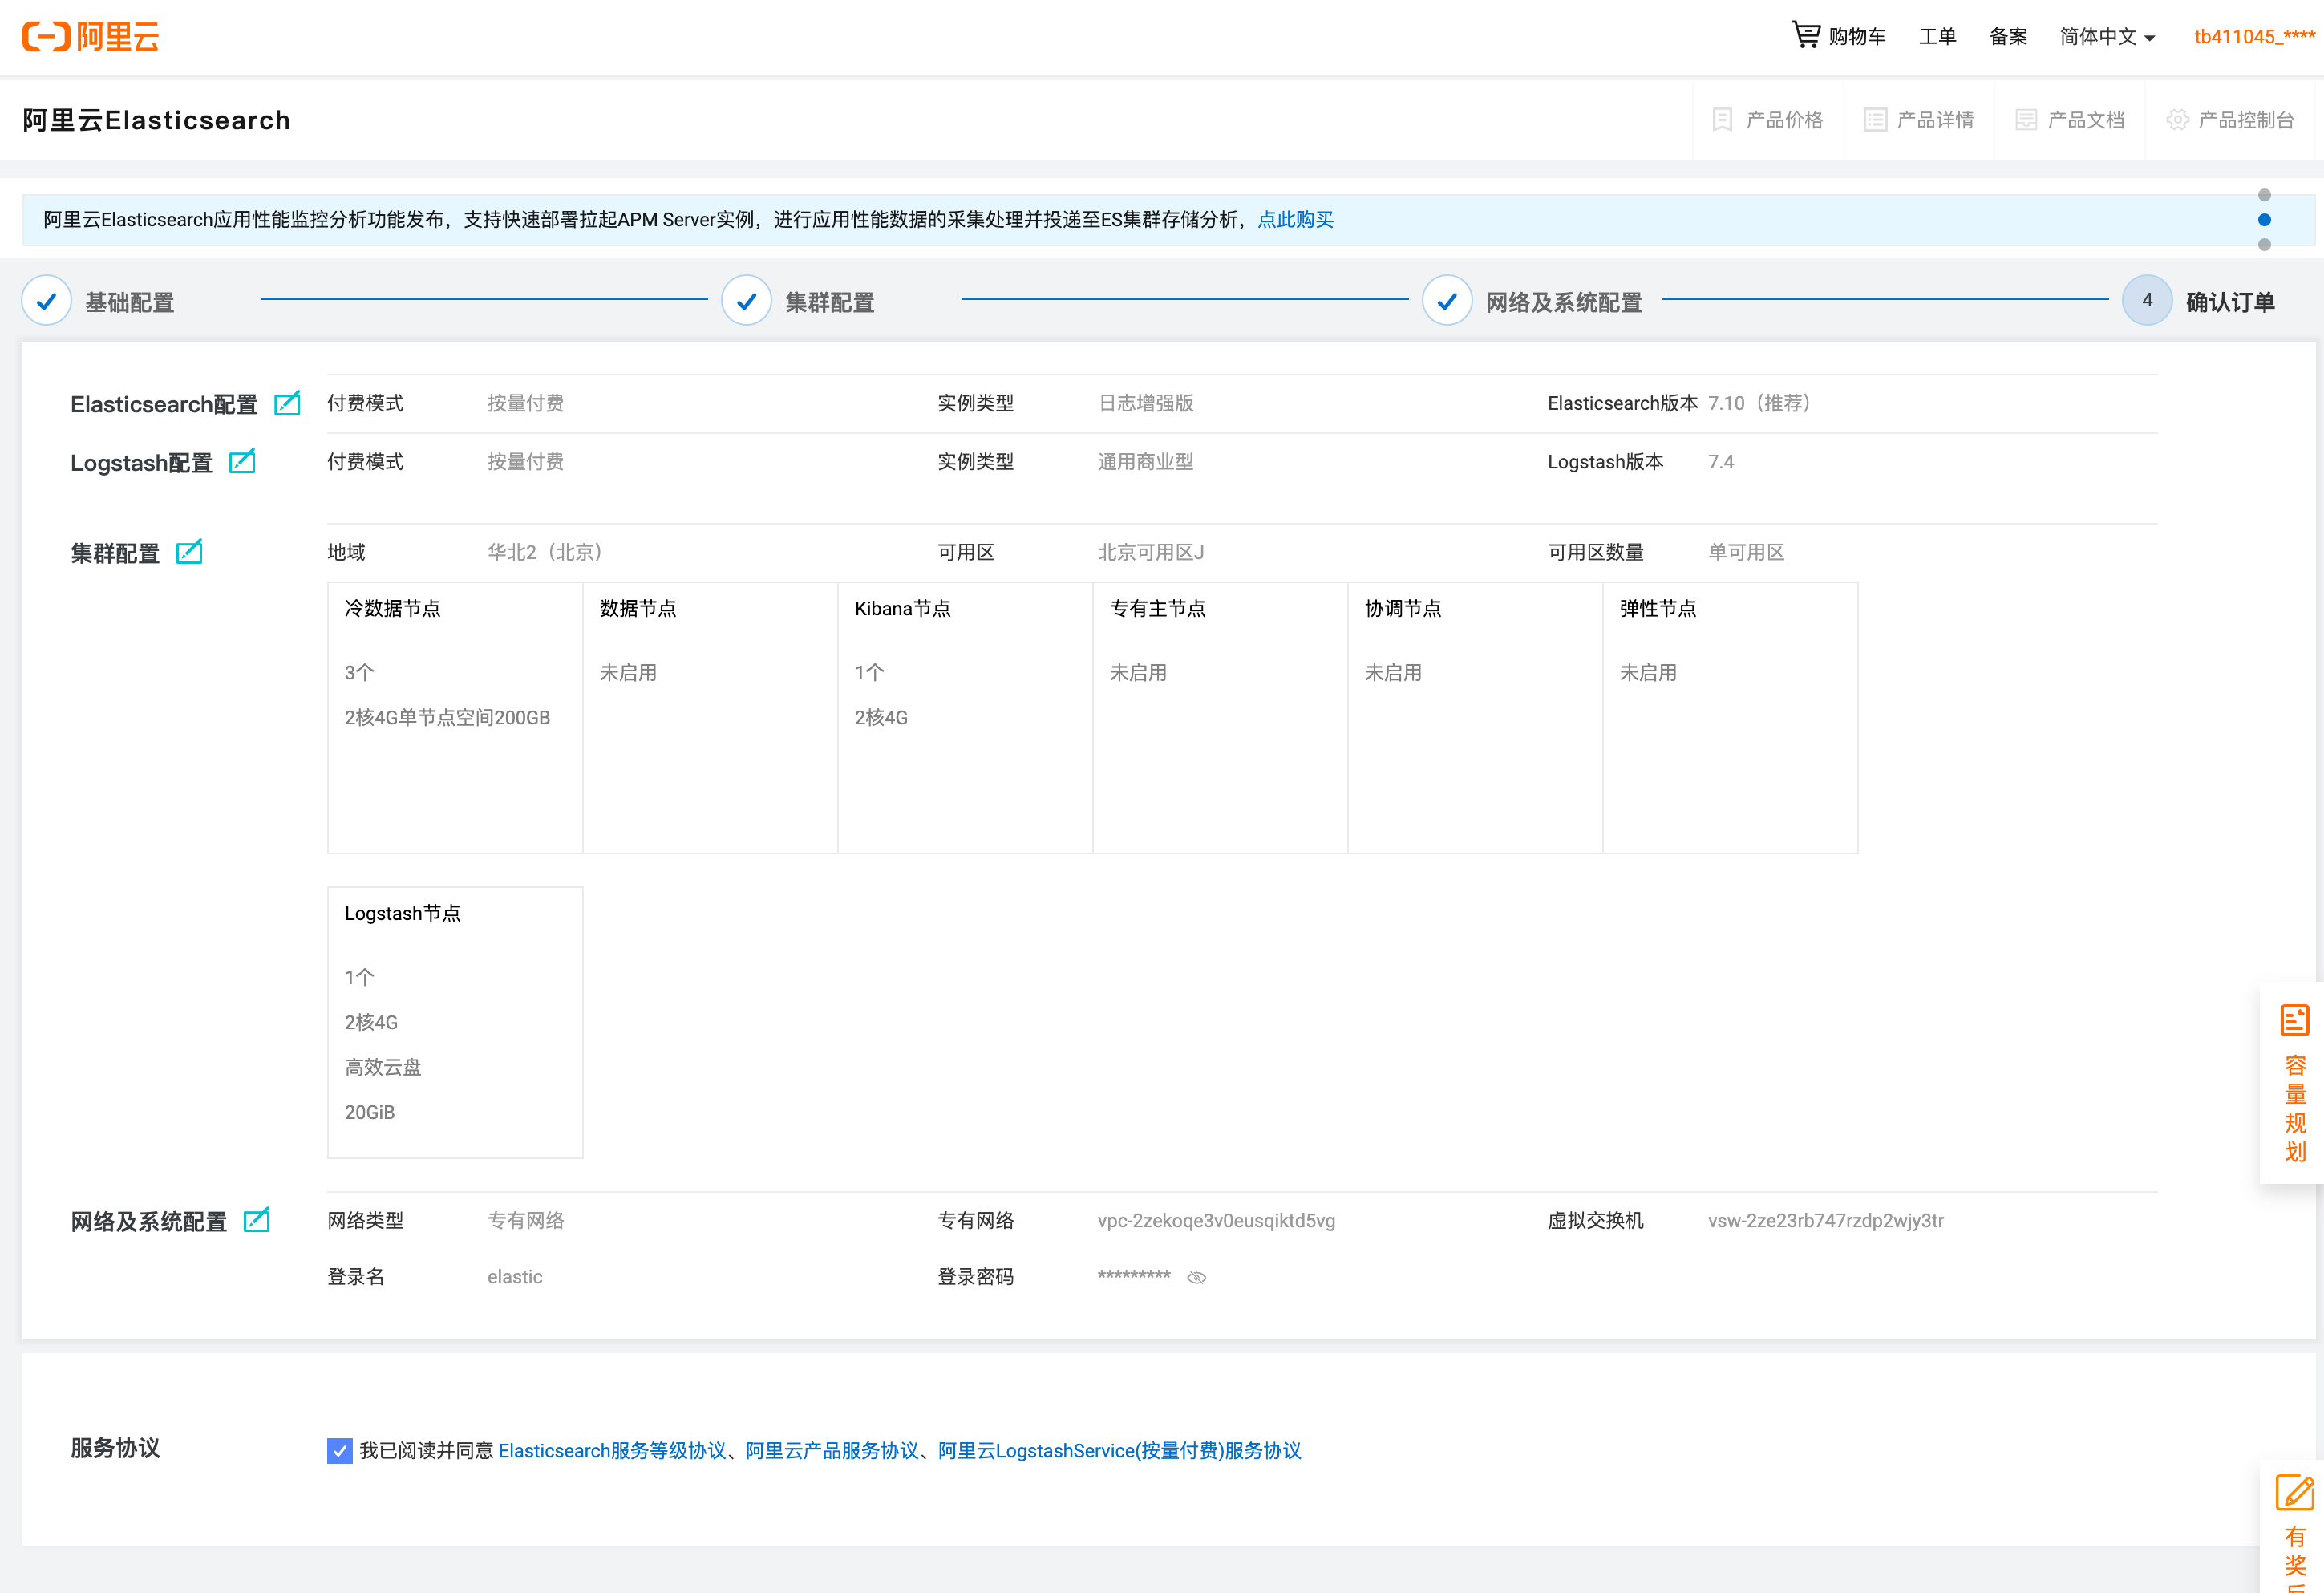 阿里云
购物车 工单 备案 简体中文 tb411045_****
阿里云Elasticsearch
产品价格 产品详情 产品文档 产品控制台
阿里云Elasticsearch应用性能监控分析功能发布，支持快速部署拉起APM Server实例，进行应用性能数据的采集处理并投递至ES集群存储分析，点此购买
基础配置 集群配置 网络及系统配置 4 确认订单
Elasticsearch配置 付费模式 按量付费 实例类型 日志增强版 Elasticsearch版本 7.10（推荐）
Logstash配置 付费模式 按量付费 实例类型 通用商业型 Logstash版本 7.4
集群配置 地域 华北2（北京） 可用区 北京可用区J 可用区数量 单可用区
冷数据节点 数据节点 Kibana节点 专有主节点 协调节点 弹性节点
3个 未启用 1个 未启用 未启用 未启用
2核4G单节点空间200GB 2核4G
Logstash节点
1个
2核4G
高效云盘
20GiB
容量规划
网络及系统配置 网络类型 专有网络 专有网络 vpc-2zekoqe3v0eusqiktd5vg 虚拟交换机 vsw-2ze23rb747rzdp2wjy3tr
登录名 elastic 登录密码 *********
服务协议 我已阅读并同意 Elasticsearch服务等级协议、阿里云产品服务协议、阿里云LogstashService(按量付费)服务协议
有奖